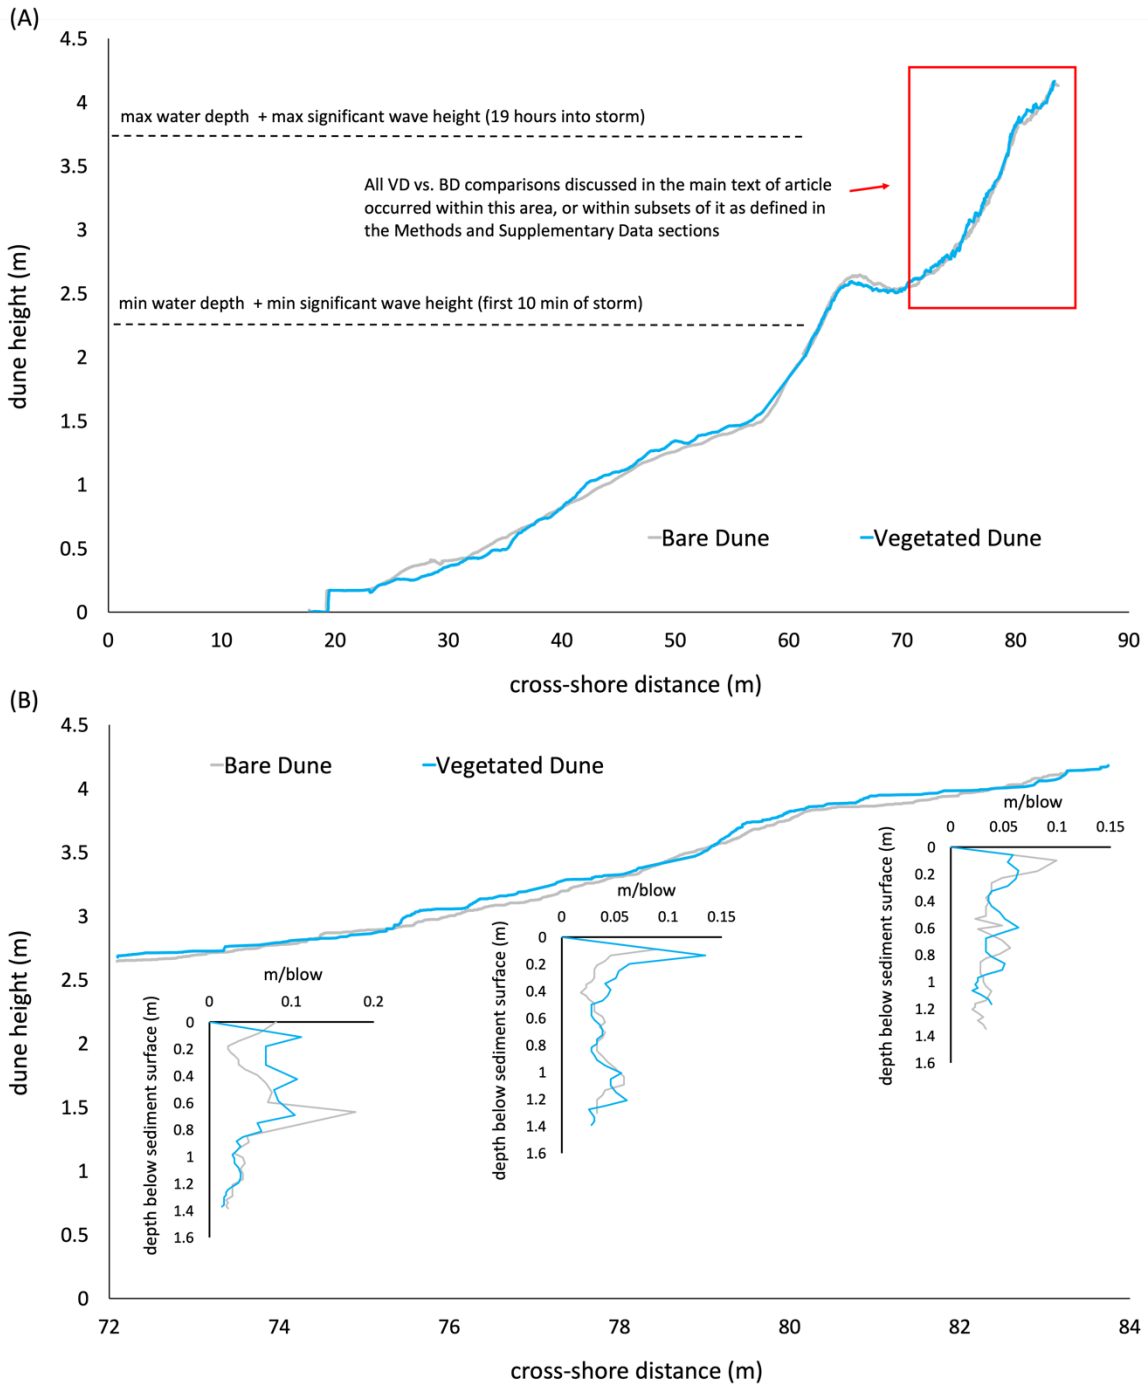 (A)
4.5
4
3.5
3
2.5
2
1.5
1
0.5
0
dune height (m)
max water depth + max significant wave height (19 hours into storm)
All VD vs. BD comparisons discussed in the main text of article
occurred within this area, or within subsets of it as defined in
the Methods and Supplementary Data sections
min water depth + min significant wave height (first 10 min of storm)
Bare Dune
Vegetated Dune
0 10 20 30 40 50 60 70 80 90
cross-shore distance (m)
(B)
4.5
4
3.5
3
2.5
2
1.5
1
0.5
0
dune height (m)
Bare Dune
Vegetated Dune
m/blow
0 0.1 0.2
0
0.2
0.4
0.6
0.8
1
1.2
1.4
1.6
depth below sediment surface (m)
m/blow
0 0.05 0.1 0.15
0
0.2
0.4
0.6
0.8
1
1.2
1.4
1.6
depth below sediment surface (m)
m/blow
0 0.05 0.1 0.15
0
0.2
0.4
0.6
0.8
1
1.2
1.4
1.6
depth below sediment surface (m)
72 74 76 78 80 82 84
cross-shore distance (m)